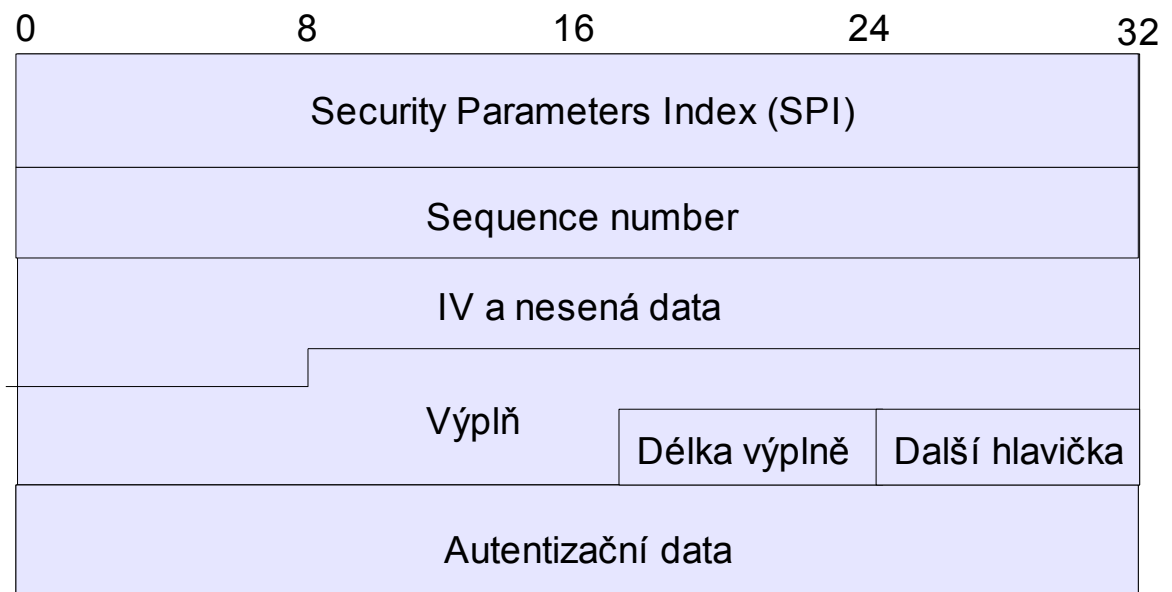 0 8 16 24 32
Security Parameters Index (SPI)
Sequence number
IV a nesená data
Výplň
Délka výplně Další hlavička
Autentizační data